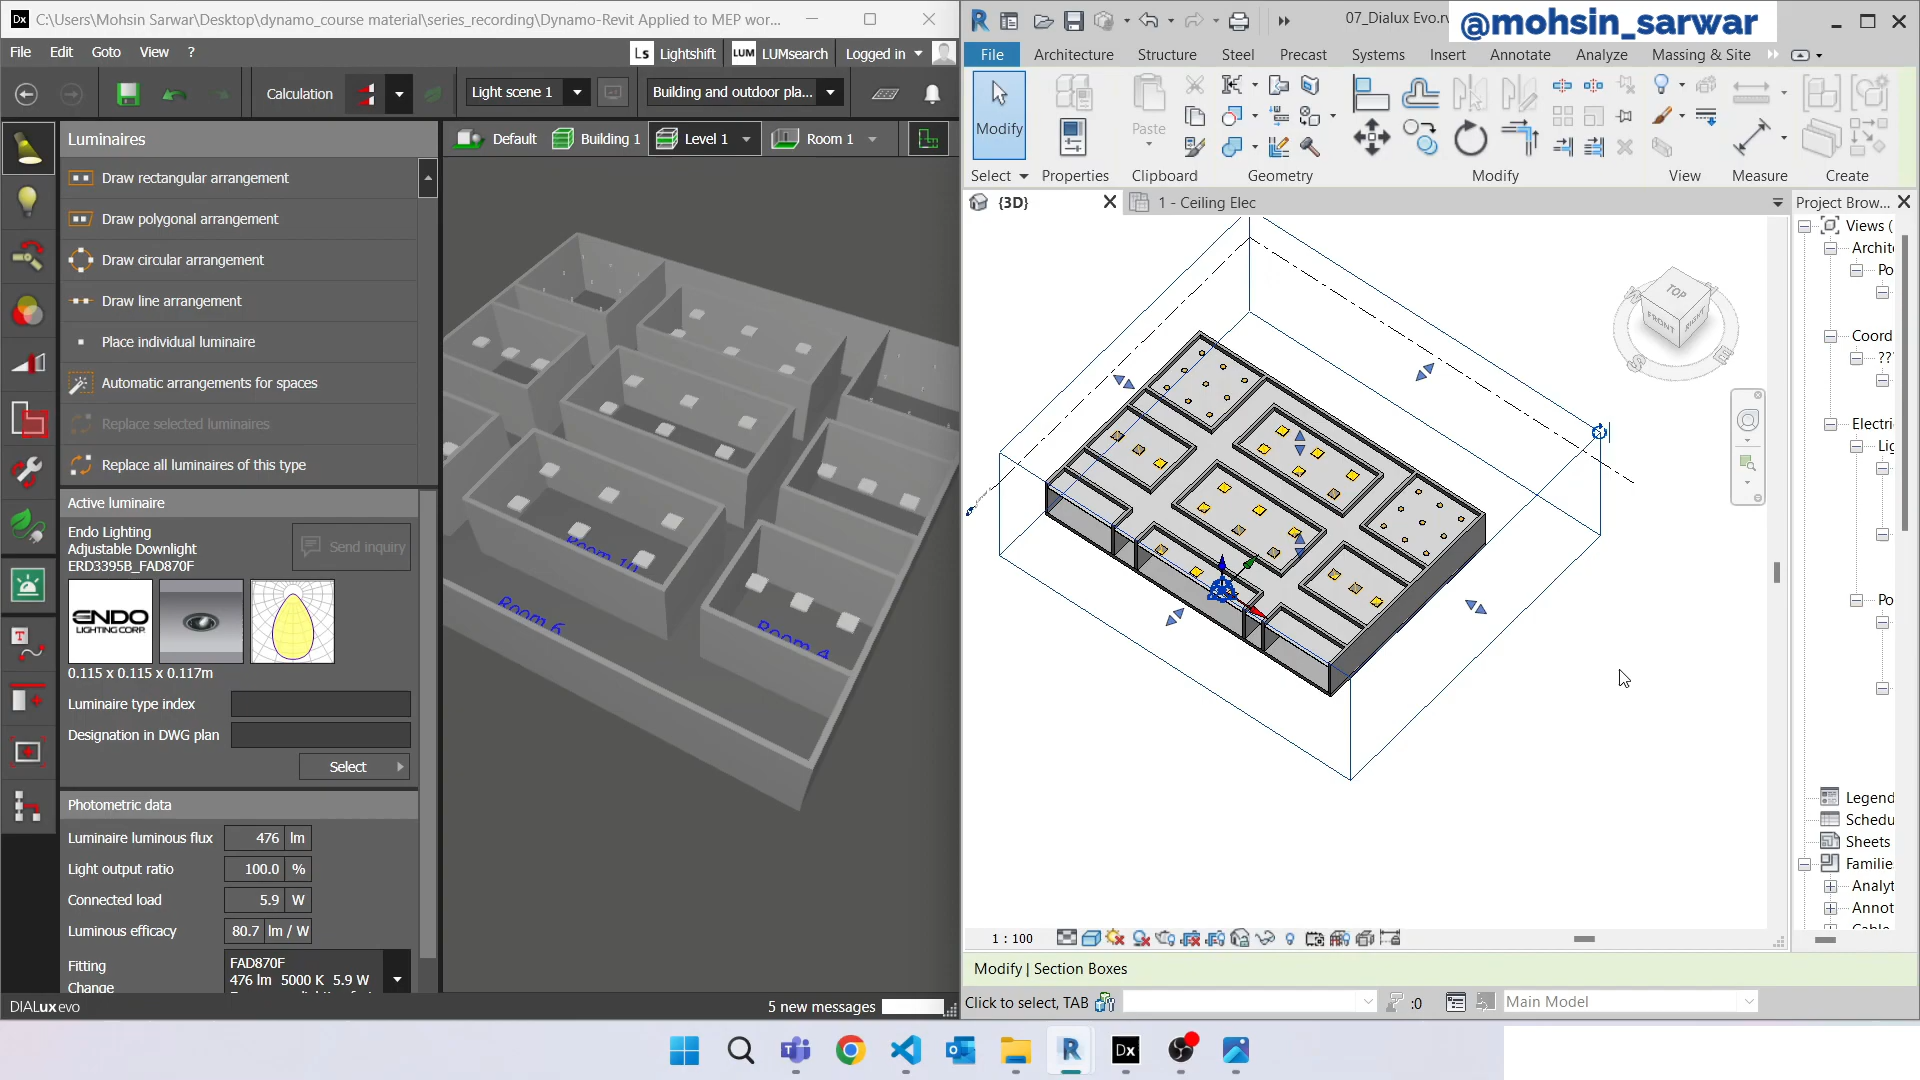 C:\Users\Mohsin Sarwar\Desktop\dynamo_course material\series_recording\Dynamo-Revit Applied to MEP wor...
File Edit Goto View ?
Lightshift
LUM LUMsearch
Logged in
Calculation
Light scene 1
Building and outdoor pla...
Luminaires
Default
Building 1
Level 1
Room 1
Draw rectangular arrangement
Draw polygonal arrangement
Draw circular arrangement
Draw line arrangement
Place individual luminaire
Automatic arrangements for spaces
Replace selected luminaires
Replace all luminaires of this type
Active luminaire
Endo Lighting
Adjustable Downlight
ERD3395B_FAD870F
Send inquiry
ENDO
LIGHTING CORP.
0.115 x 0.115 x 0.117m
Luminaire type index
Designation in DWG plan
Select
Photometric data
Luminaire luminous flux 476 lm
Light output ratio 100.0 %
Connected load 5.9 W
Luminous efficacy 80.7 lm / W
Fitting
Change
FAD870F
476 lm 5000 K 5.9 W
Room 10
Room 6
Room 4
DIALux evo
5 new messages
07_Dialux Evo.rv
@mohsin_sarwar
File Architecture Structure Steel Precast Systems Insert Annotate Analyze Massing & Site
Modify
Paste
Select Properties Clipboard Geometry Modify View Measure Create
{3D}
1 - Ceiling Elec
Project Brow...
Views (
Archite
Po
Coord
???
Electri
Lig
Po
Legend
Schedu
Sheets
Familie
Analyt
Annot
TOP
FRONT
RIGHT
W
S
E
1 : 100
Modify | Section Boxes
Click to select, TAB
:0
Main Model